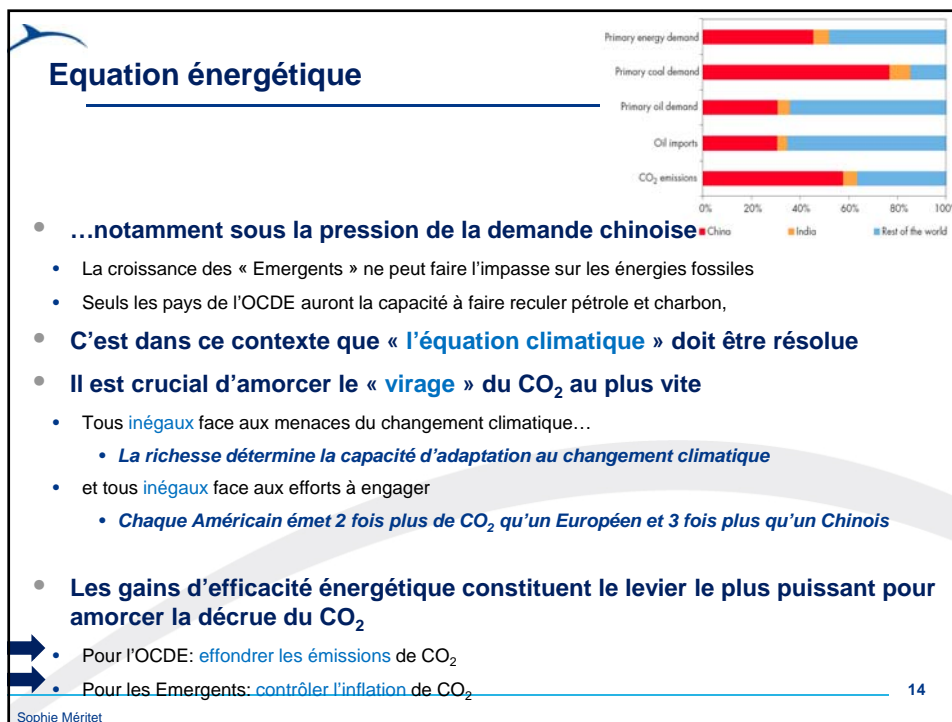 Equation énergétique
Primary energy demand
Primary coal demand
Primary oil demand
Oil imports
CO₂ emissions
0% 20% 40% 60% 80% 100%
China India Rest of the world
• …notamment sous la pression de la demande chinoise
• La croissance des « Emergents » ne peut faire l'impasse sur les énergies fossiles
• Seuls les pays de l'OCDE auront la capacité à faire reculer pétrole et charbon,
• C'est dans ce contexte que « l'équation climatique » doit être résolue
• Il est crucial d'amorcer le « virage » du CO₂ au plus vite
• Tous inégaux face aux menaces du changement climatique…
• La richesse détermine la capacité d'adaptation au changement climatique
• et tous inégaux face aux efforts à engager
• Chaque Américain émet 2 fois plus de CO₂ qu'un Européen et 3 fois plus qu'un Chinois
• Les gains d'efficacité énergétique constituent le levier le plus puissant pour
amorcer la décrue du CO₂
• Pour l'OCDE: effondrer les émissions de CO₂
• Pour les Emergents: contrôler l'inflation de CO₂
14
Sophie Méritet